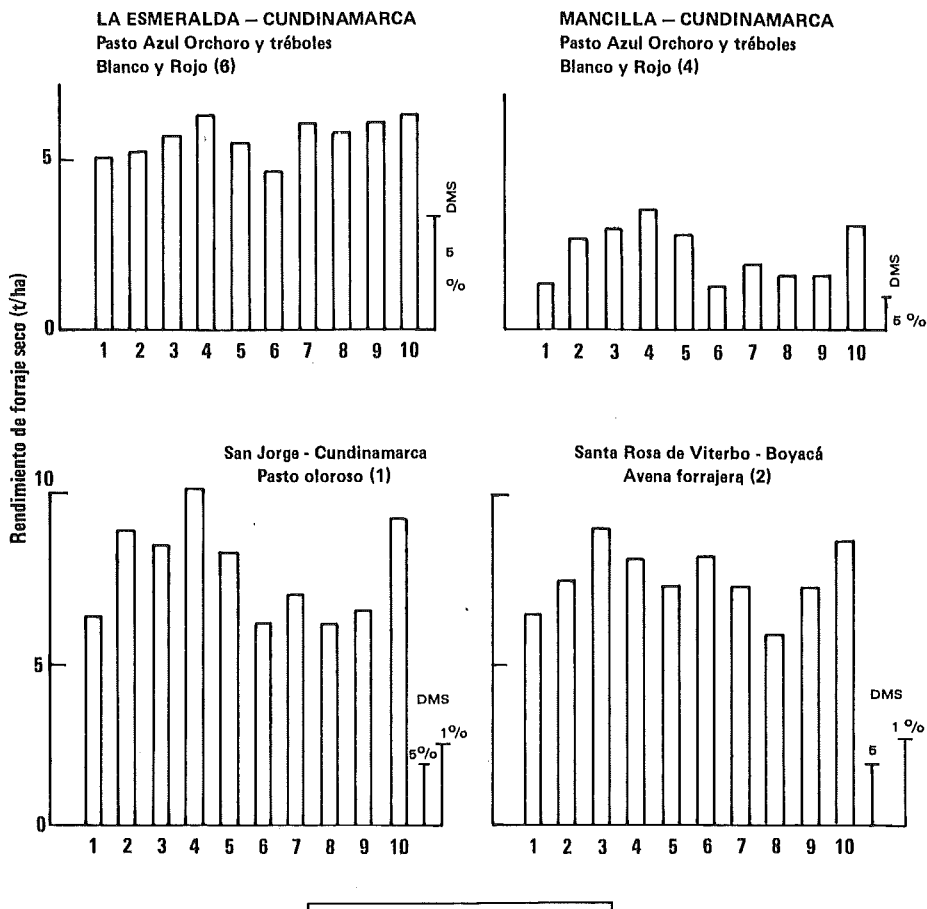 LA ESMERALDA – CUNDINAMARCA
Pasto Azul Orchoro y tréboles
Blanco y Rojo (6)
MANCILLA – CUNDINAMARCA
Pasto Azul Orchoro y tréboles
Blanco y Rojo (4)
Rendimiento de forraje seco (t/ha)
5
0
DMS
5
%
1 2 3 4 5 6 7 8 9 10
DMS
5 %
1 2 3 4 5 6 7 8 9 10
San Jorge - Cundinamarca
Pasto oloroso (1)
10
5
0
DMS
5%
1%
1 2 3 4 5 6 7 8 9 10
Santa Rosa de Viterbo - Boyacá
Avena forrajera (2)
DMS
5
1 %
1 2 3 4 5 6 7 8 9 10